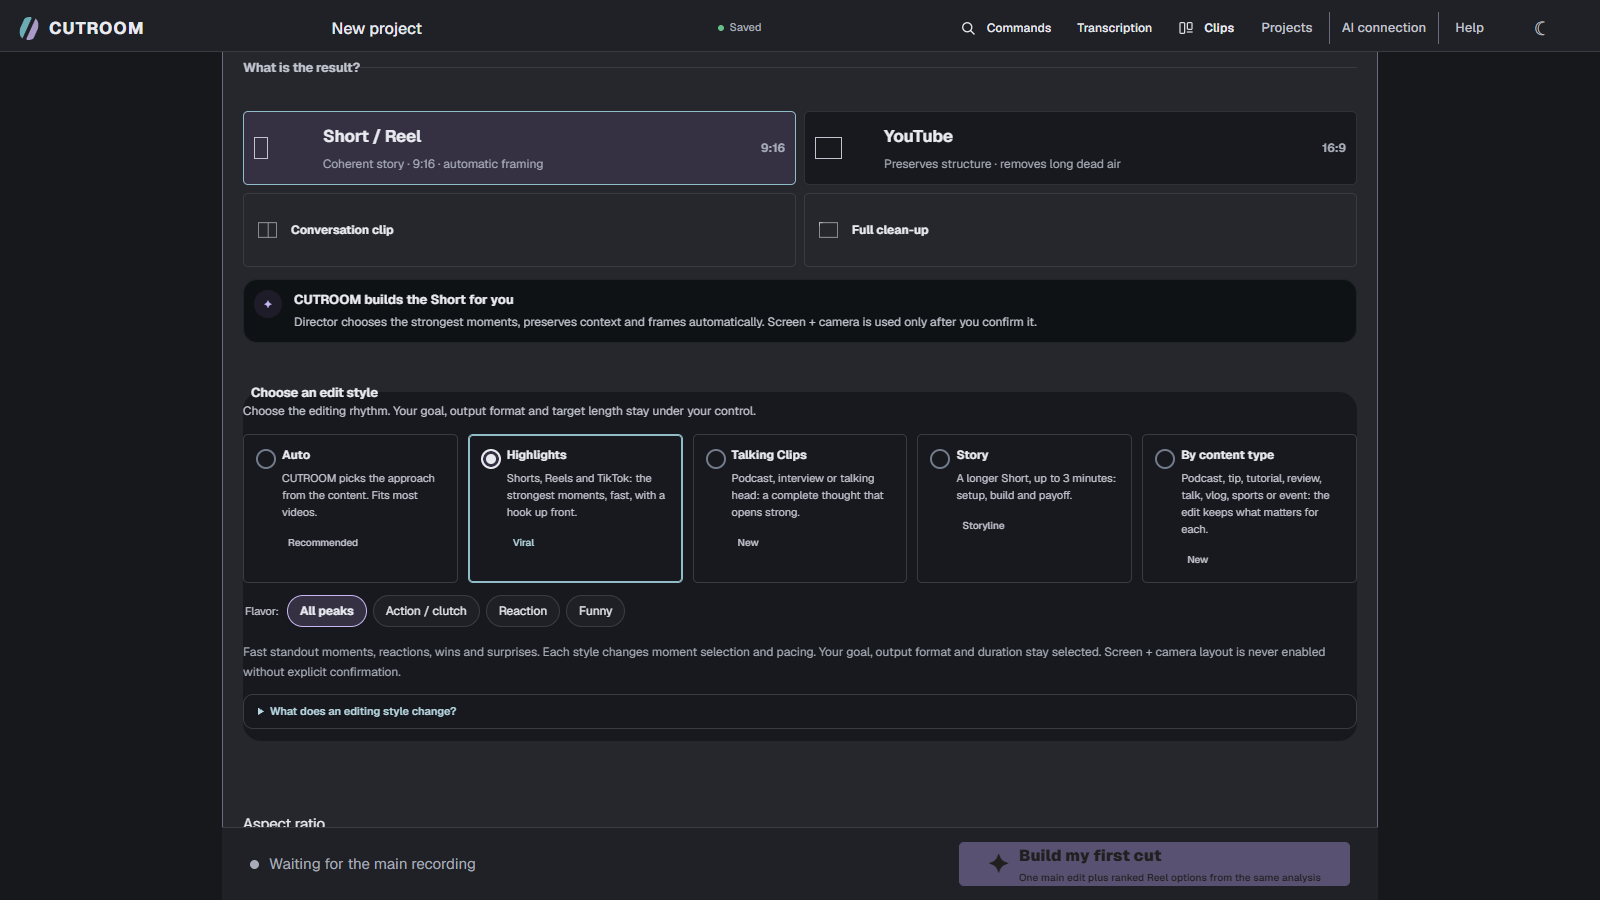 CUTROOM
New project
Saved
Commands
Transcription
Clips
Projects
AI connection
Help
What is the result?
Short / Reel
Coherent story · 9:16 · automatic framing
9:16
YouTube
Preserves structure · removes long dead air
16:9
Conversation clip
Full clean-up
CUTROOM builds the Short for you
Director chooses the strongest moments, preserves context and frames automatically. Screen + camera is used only after you confirm it.
Choose an edit style
Choose the editing rhythm. Your goal, output format and target length stay under your control.
Auto
CUTROOM picks the approach
from the content. Fits most
videos.
Recommended
Highlights
Shorts, Reels and TikTok: the
strongest moments, fast, with a
hook up front.
Viral
Talking Clips
Podcast, interview or talking
head: a complete thought that
opens strong.
New
Story
A longer Short, up to 3 minutes:
setup, build and payoff.
Storyline
By content type
Podcast, tip, tutorial, review,
talk, vlog, sports or event: the
edit keeps what matters for
each.
New
Flavor:
All peaks
Action / clutch
Reaction
Funny
Fast standout moments, reactions, wins and surprises. Each style changes moment selection and pacing. Your goal, output format and duration stay selected. Screen + camera layout is never enabled
without explicit confirmation.
What does an editing style change?
Aspect ratio
Waiting for the main recording
Build my first cut
One main edit plus ranked Reel options from the same analysis